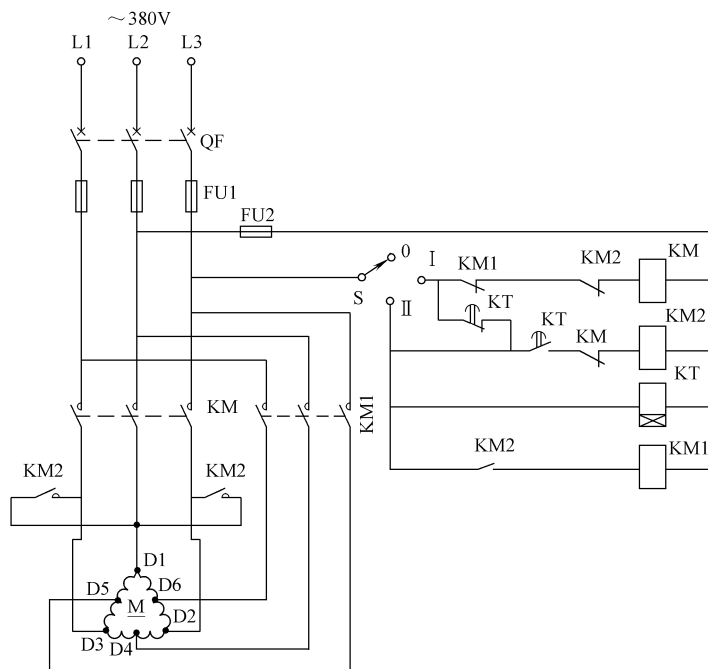 ～380V
L1 L2 L3
QF
FU1
FU2
0
I
S
II
KM1 KM2 KM
KT
KT KM KM2
KT
KM KM1
KM2 KM1
KM2 KM2
D1
D5 D6
M
D2
D3 D4